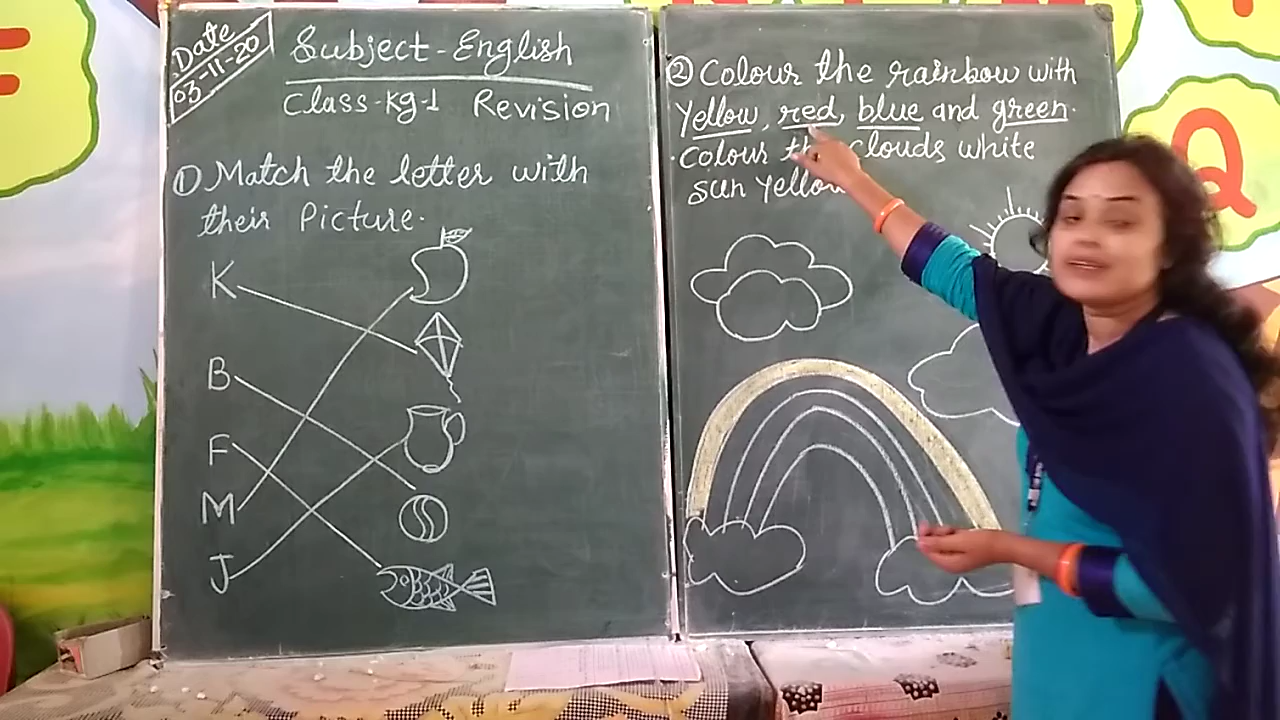 Date
03-11-20
Subject-English
Class-Kg-1 Revision
① Match the letter with
their Picture.
K
B
F
M
J
② Colour the rainbow with
Yellow, red, blue and green.
Colour the clouds white
sun Yellow
Q